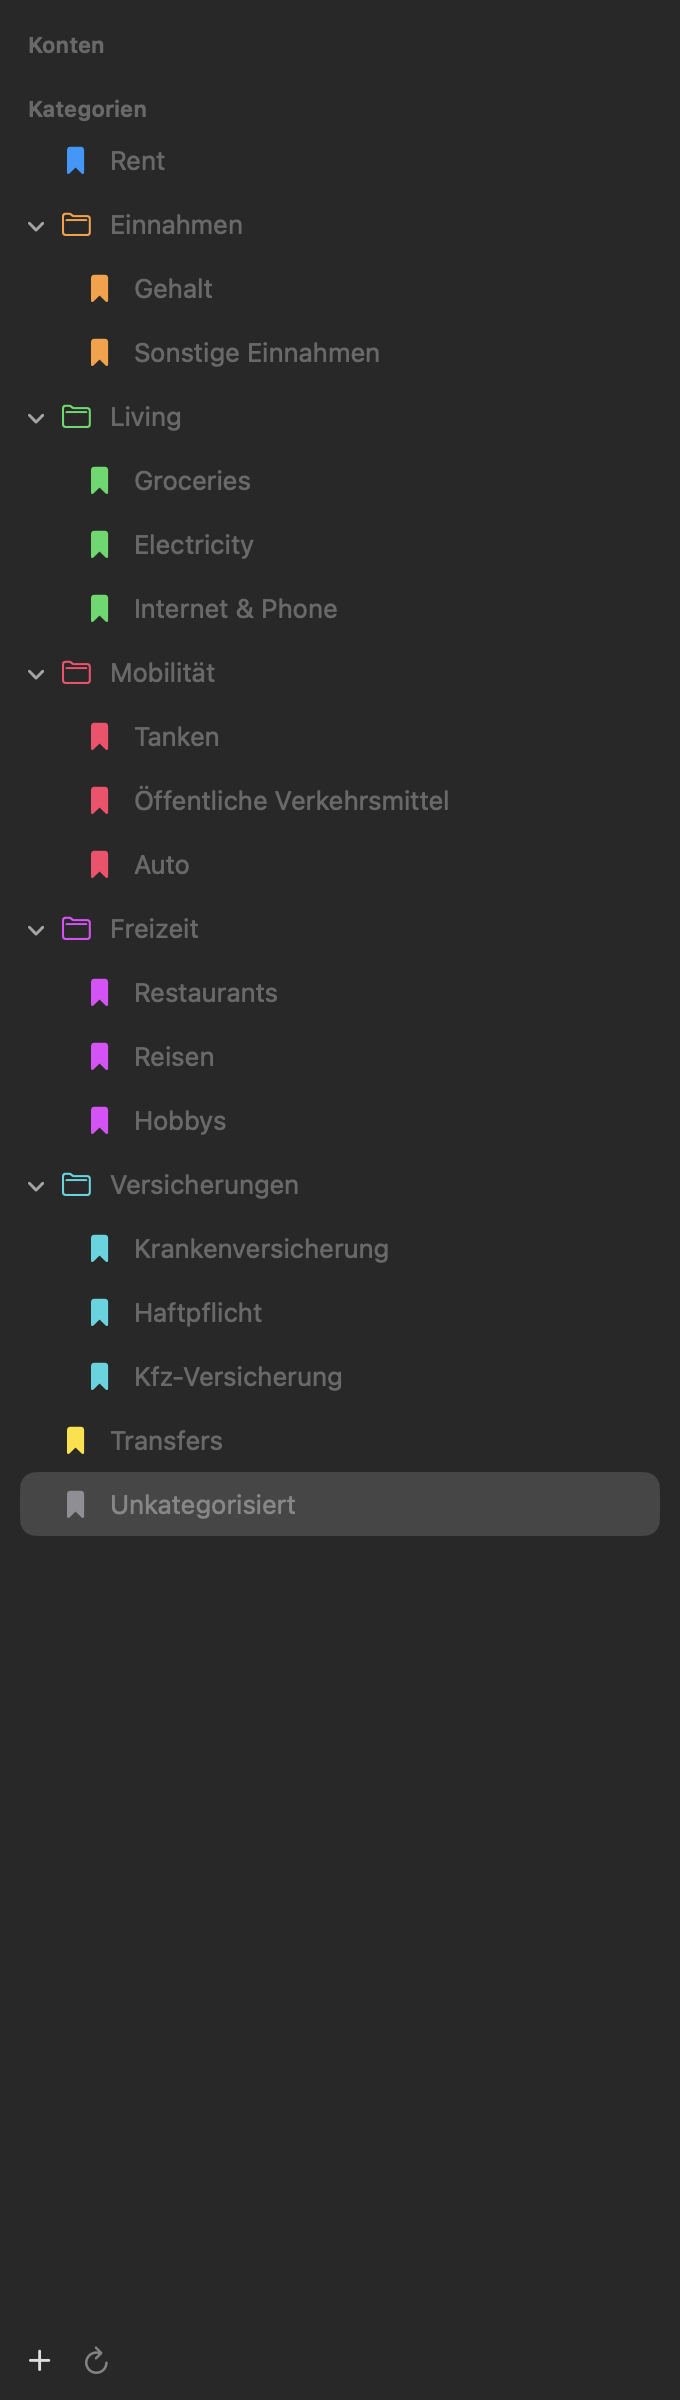 Konten
Kategorien
Rent
Einnahmen
Gehalt
Sonstige Einnahmen
Living
Groceries
Electricity
Internet & Phone
Mobilität
Tanken
Öffentliche Verkehrsmittel
Auto
Freizeit
Restaurants
Reisen
Hobbys
Versicherungen
Krankenversicherung
Haftpflicht
Kfz-Versicherung
Transfers
Unkategorisiert